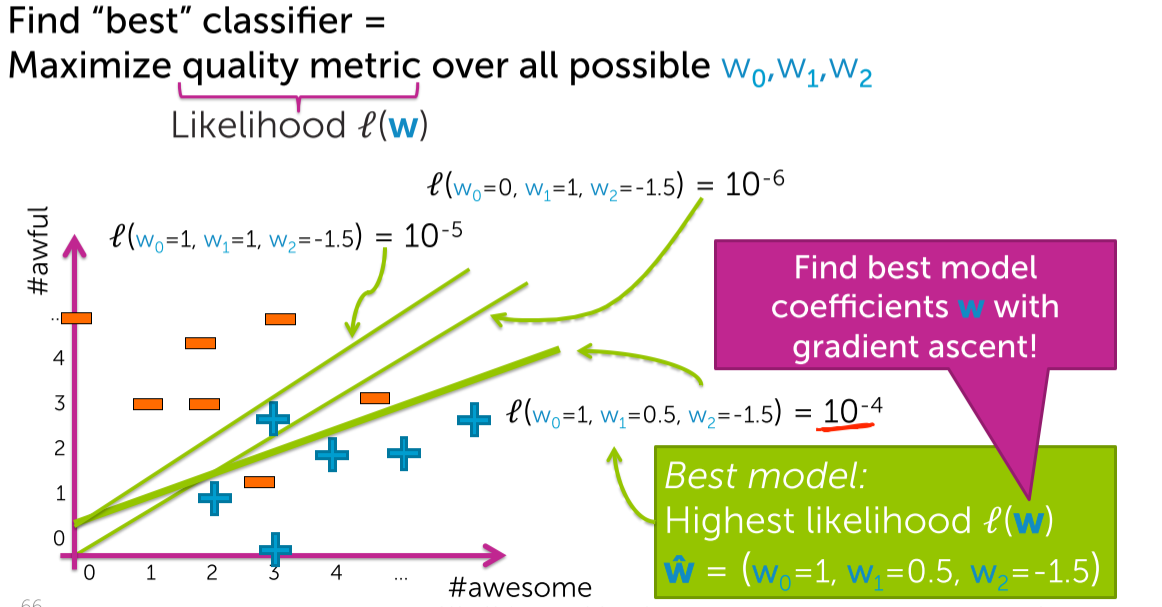 Find “best” classifier =
Maximize quality metric over all possible w₀,w₁,w₂
Likelihood ℓ(w)
ℓ(w₀=0, w₁=1, w₂=-1.5) = 10⁻⁶
ℓ(w₀=1, w₁=1, w₂=-1.5) = 10⁻⁵
#awful
Find best model
coefficients w with
gradient ascent!
...
4
3
2
1
0
ℓ(w₀=1, w₁=0.5, w₂=-1.5) = 10⁻⁴
Best model:
Highest likelihood ℓ(w)
ŵ = (w₀=1, w₁=0.5, w₂=-1.5)
0 1 2 3 4 ...
#awesome
66